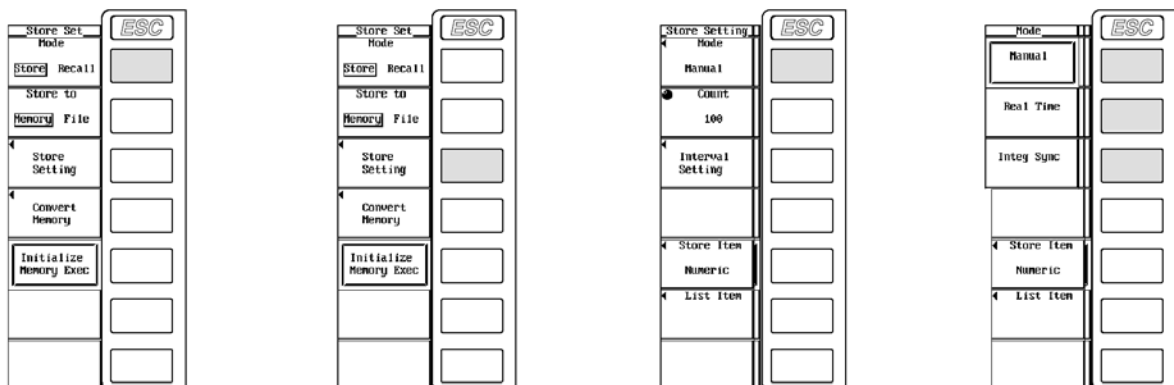 Store Set
ESC
Mode
Store Recall
Store to
Memory File
Store
Setting
Convert
Memory
Initialize
Memory Exec
Store Set
ESC
Mode
Store Recall
Store to
Memory File
Store
Setting
Convert
Memory
Initialize
Memory Exec
Store Setting
ESC
Mode
Manual
Count
100
Interval
Setting
Store Item
Numeric
List Item
Mode
ESC
Manual
Real Time
Integ Sync
Store Item
Numeric
List Item